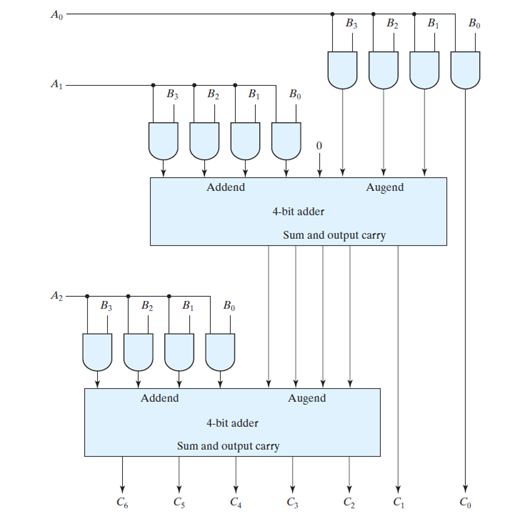 A₀
B₃ B₂ B₁ B₀
A₁
B₃ B₂ B₁ B₀
0
Addend Augend
4-bit adder
Sum and output carry
A₂
B₃ B₂ B₁ B₀
Addend Augend
4-bit adder
Sum and output carry
C₆ C₅ C₄ C₃ C₂ C₁ C₀